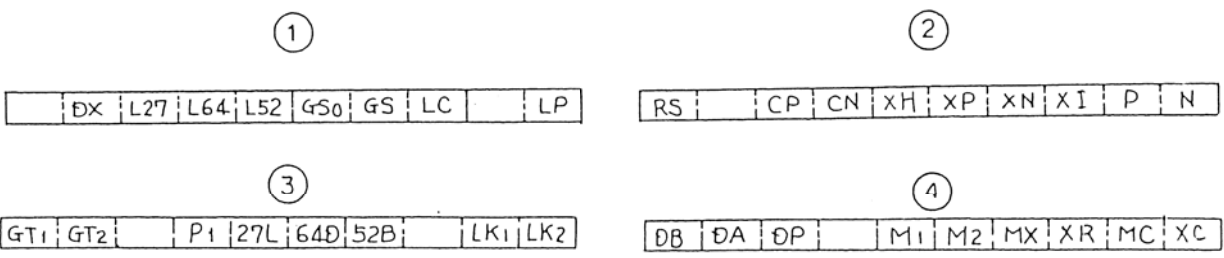 1
2
ĐX L27 L64 L52 GS0 GS LC LP
RS CP CN XH XP XN XI P N
3
4
GT1 GT2 P1 27L 64D 52B LK1 LK2
ĐB ĐA ĐP M1 M2 MX XR MC XC